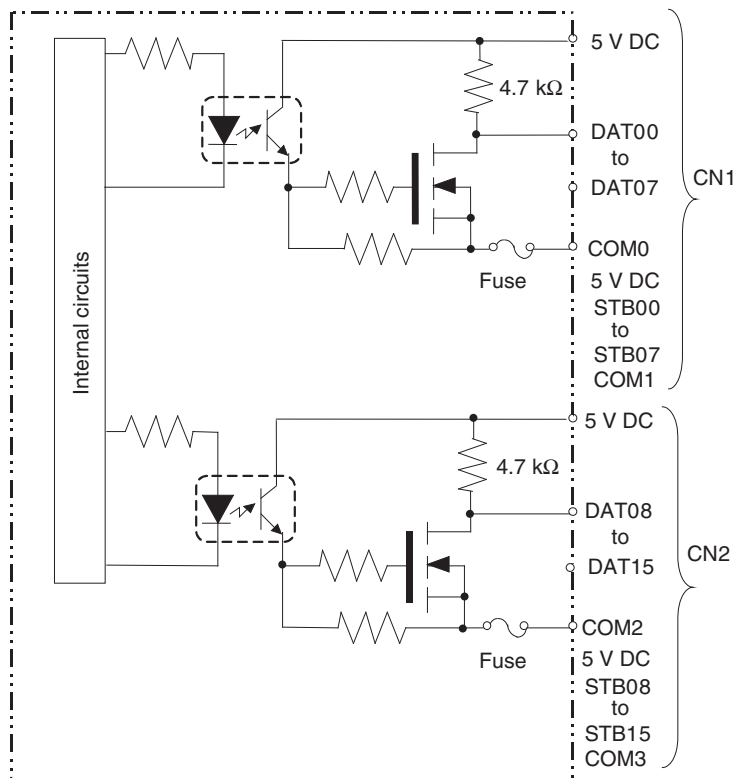 Internal circuits
5 V DC
4.7 kΩ
DAT00
to
DAT07
CN1
COM0
Fuse
5 V DC
STB00
to
STB07
COM1
5 V DC
4.7 kΩ
DAT08
to
DAT15
CN2
COM2
Fuse
5 V DC
STB08
to
STB15
COM3